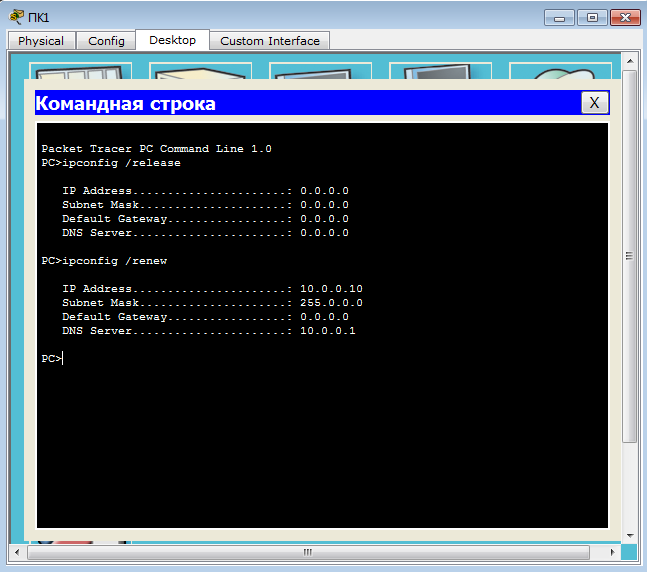 ПК1
Physical Config Desktop Custom Interface
Командная строка X
Packet Tracer PC Command Line 1.0
PC>ipconfig /release
IP Address......................: 0.0.0.0
Subnet Mask.....................: 0.0.0.0
Default Gateway.................: 0.0.0.0
DNS Server......................: 0.0.0.0
PC>ipconfig /renew
IP Address......................: 10.0.0.10
Subnet Mask.....................: 255.0.0.0
Default Gateway.................: 0.0.0.0
DNS Server......................: 10.0.0.1
PC>